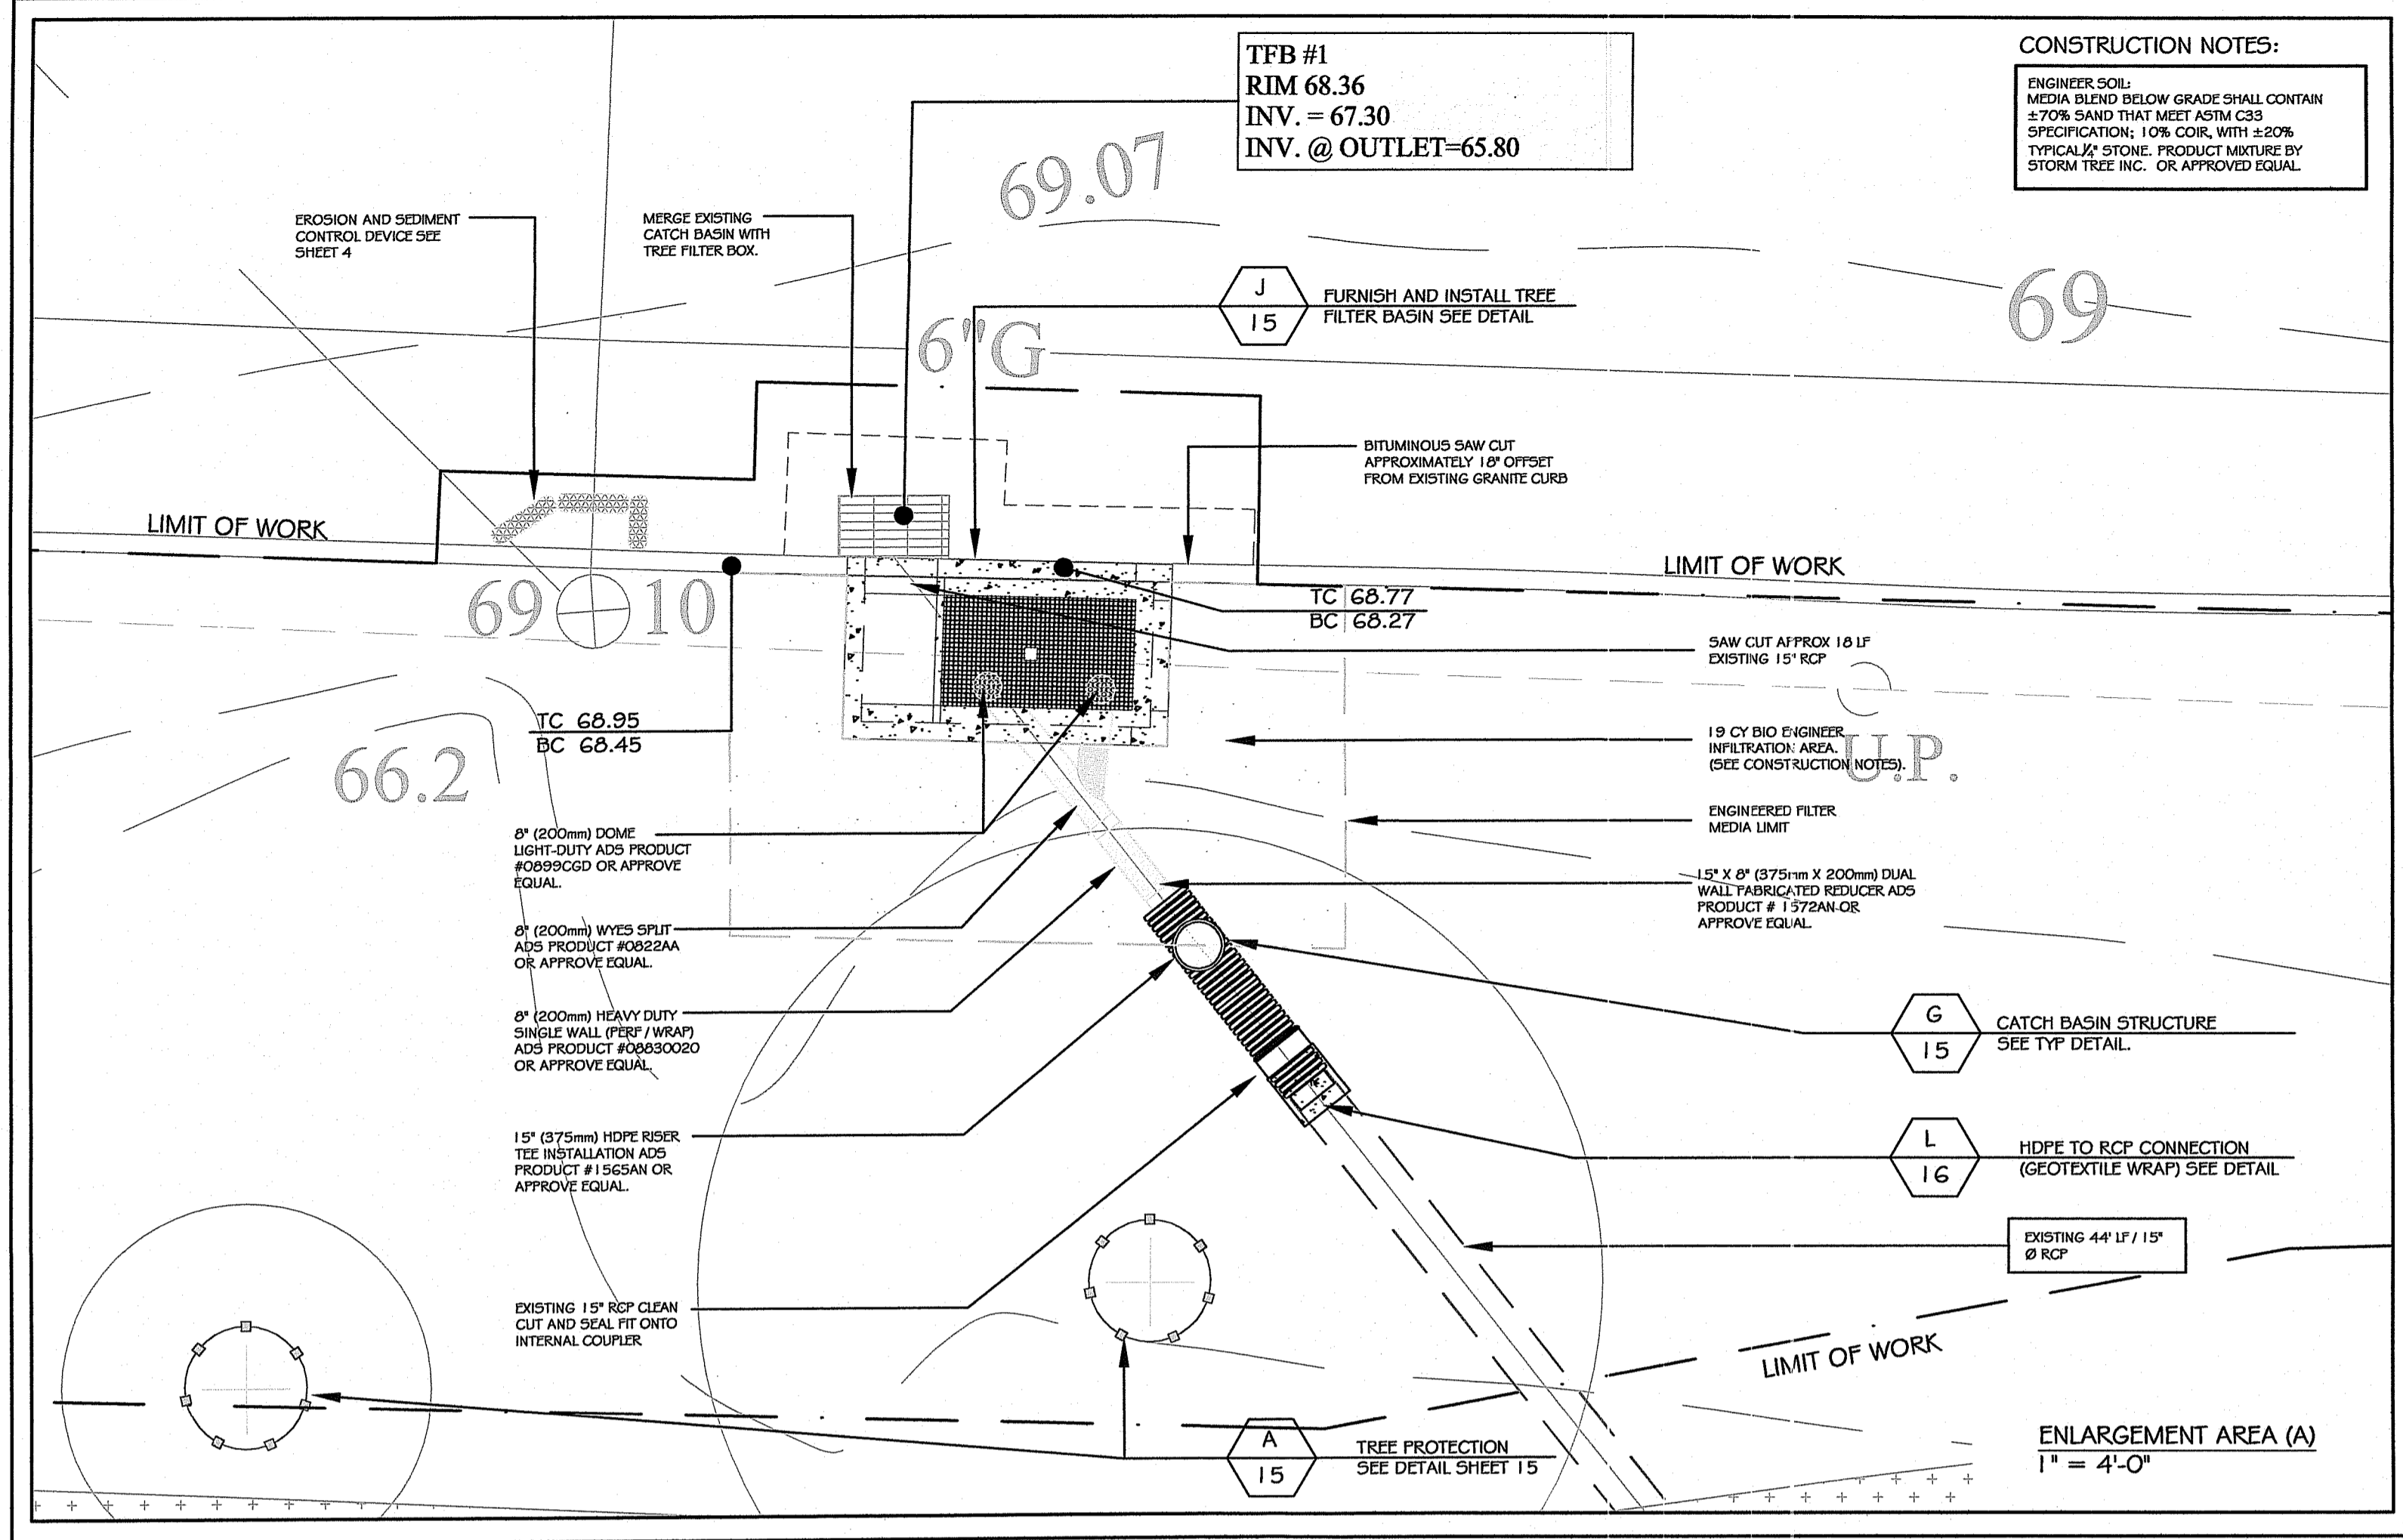 TFB #1
RIM 68.36
INV. = 67.30
INV. @ OUTLET=65.80
CONSTRUCTION NOTES:
ENGINEER SOIL:
MEDIA BLEND BELOW GRADE SHALL CONTAIN
±70% SAND THAT MEET ASTM C33
SPECIFICATION; 10% COIR, WITH ±20%
TYPICAL ¼" STONE. PRODUCT MIXTURE BY
STORM TREE INC. OR APPROVED EQUAL
69.07
EROSION AND SEDIMENT
CONTROL DEVICE SEE
SHEET 4
MERGE EXISTING
CATCH BASIN WITH
TREE FILTER BOX.
J
15
FURNISH AND INSTALL TREE
FILTER BASIN SEE DETAIL
69
6"G
BITUMINOUS SAW CUT
APPROXIMATELY 18" OFFSET
FROM EXISTING GRANITE CURB
LIMIT OF WORK
LIMIT OF WORK
69 10
TC 68.77
BC 68.27
SAW CUT APPROX 18 LF
EXISTING 15" RCP
TC 68.95
BC 68.45
66.2
19 CY BIO ENGINEER
INFILTRATION AREA.
(SEE CONSTRUCTION NOTES).
U.P.
ENGINEERED FILTER
MEDIA LIMIT
8" (200mm) DOME
LIGHT-DUTY ADS PRODUCT
#0899CGD OR APPROVE
EQUAL.
15" X 8" (375mm X 200mm) DUAL
WALL FABRICATED REDUCER ADS
PRODUCT # 1572AN OR
APPROVE EQUAL
8" (200mm) WYES SPLIT
ADS PRODUCT #0822AA
OR APPROVE EQUAL.
8" (200mm) HEAVY DUTY
SINGLE WALL (PERF / WRAP)
ADS PRODUCT #08830020
OR APPROVE EQUAL.
G
15
CATCH BASIN STRUCTURE
SEE TYP DETAIL.
15" (375mm) HDPE RISER
TEE INSTALLATION ADS
PRODUCT #1565AN OR
APPROVE EQUAL.
L
16
HDPE TO RCP CONNECTION
(GEOTEXTILE WRAP) SEE DETAIL
EXISTING 44' LF / 15"
Ø RCP
EXISTING 15" RCP CLEAN
CUT AND SEAL FIT ONTO
INTERNAL COUPLER
LIMIT OF WORK
A
15
TREE PROTECTION
SEE DETAIL SHEET 15
ENLARGEMENT AREA (A)
1" = 4'-0"